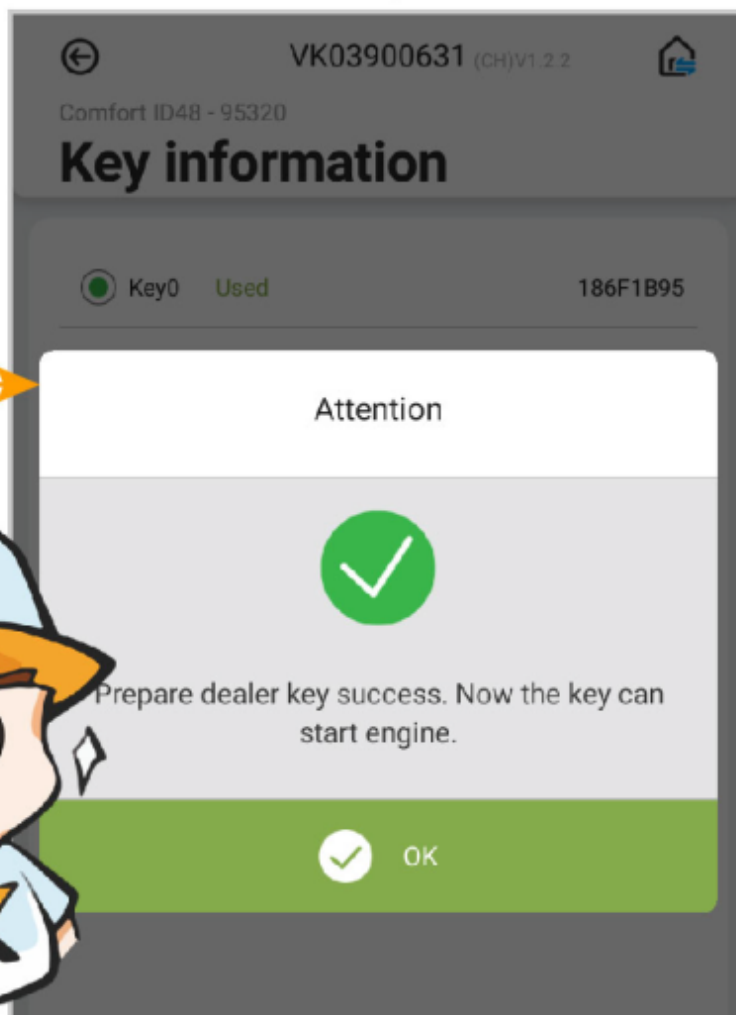 VK03900631 (CH)V1.2.2
Comfort ID48 - 95320
Key information
Key0 Used 186F1B95
Attention
Prepare dealer key success. Now the key can
start engine.
OK